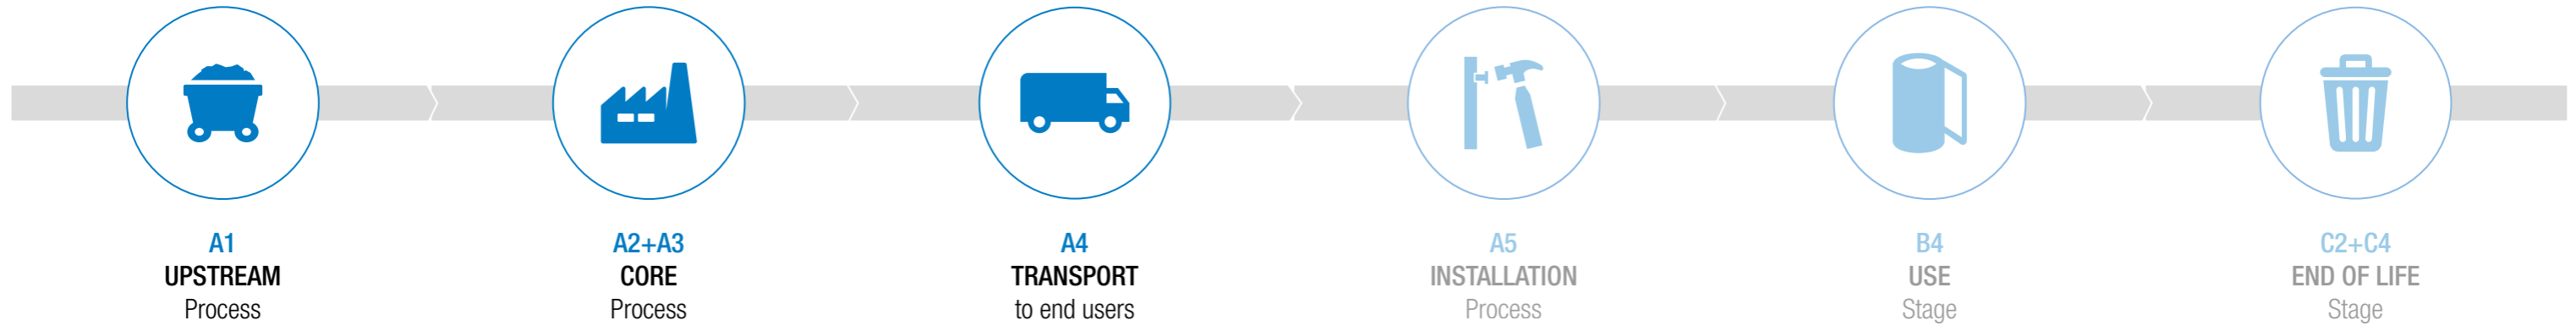 A1
UPSTREAM
Process
A2+A3
CORE
Process
A4
TRANSPORT
to end users
A5
INSTALLATION
Process
B4
USE
Stage
C2+C4
END OF LIFE
Stage